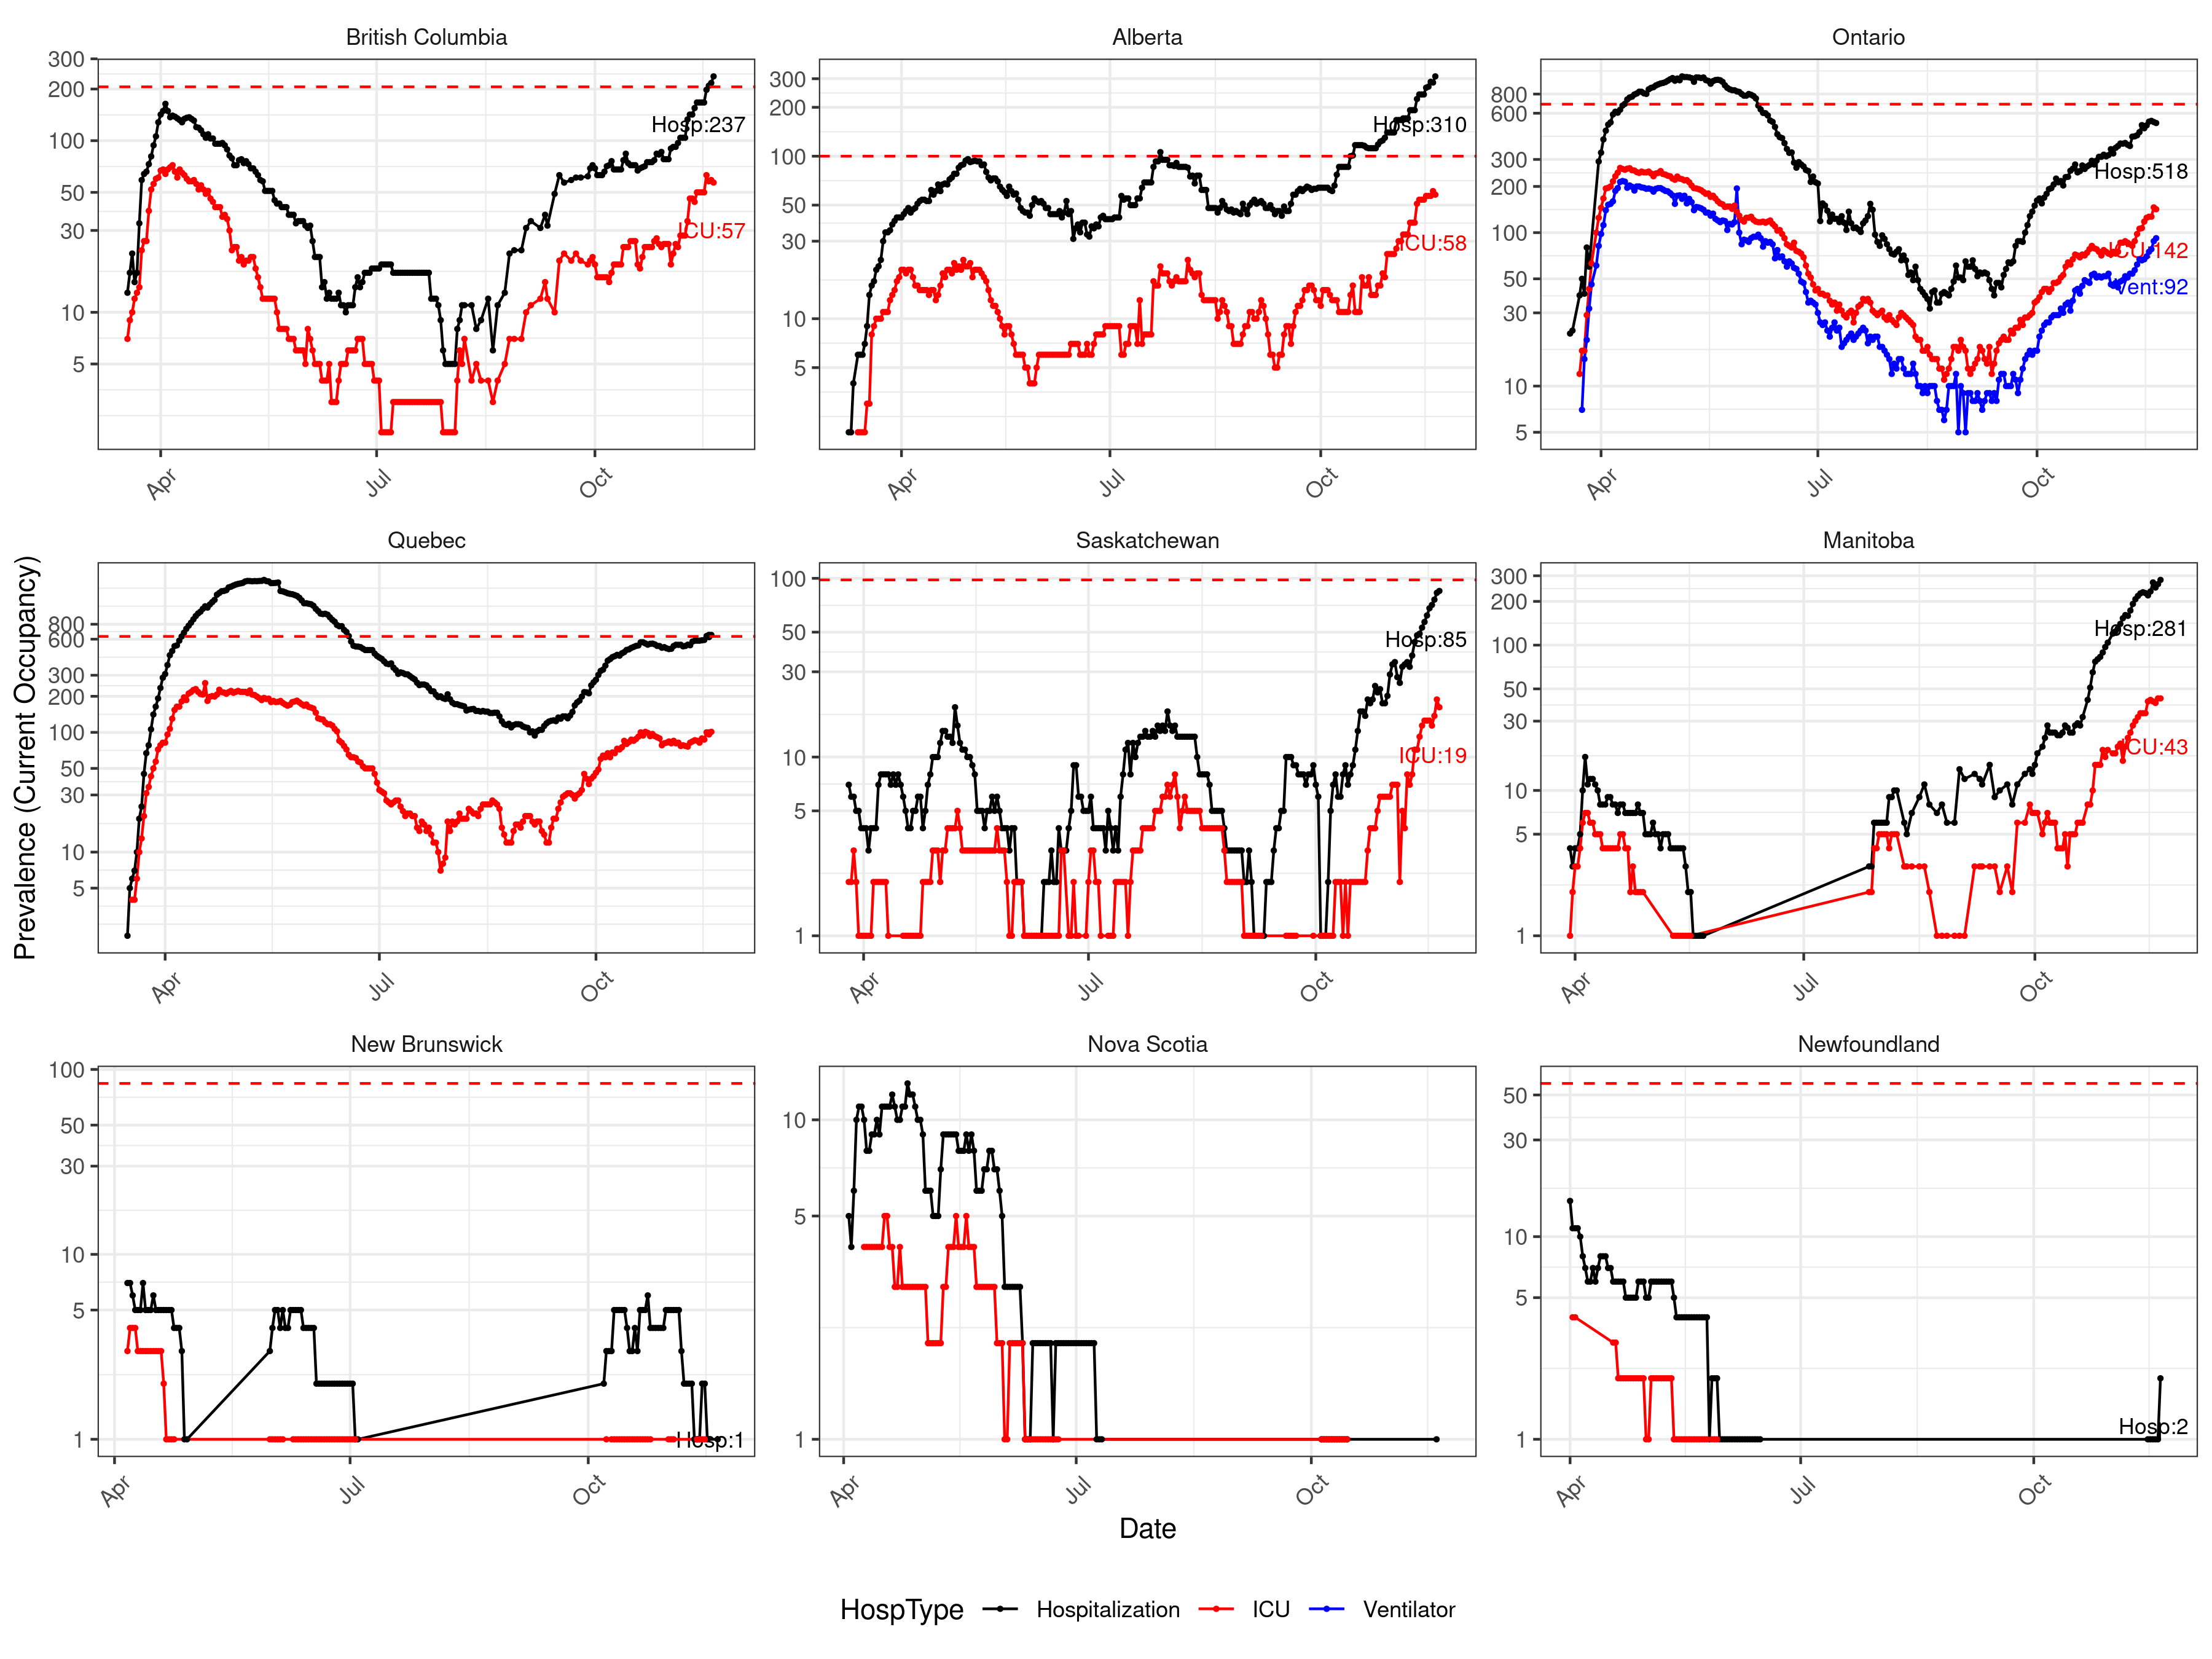 British Columbia
Alberta
Ontario
300
200
100
50
30
10
5
Hosp:237
ICU:57
Apr
Jul
Oct
300
200
100
50
30
10
5
Hosp:310
ICU:58
Apr
Jul
Oct
800
600
300
200
100
50
30
10
5
Hosp:518
ICU:142
Vent:92
Apr
Jul
Oct
Prevalence (Current Occupancy)
Quebec
Saskatchewan
Manitoba
800
600
300
200
100
50
30
10
5
Apr
Jul
Oct
100
50
30
10
5
1
Hosp:85
ICU:19
Apr
Jul
Oct
300
200
100
50
30
10
5
1
Hosp:281
ICU:43
Apr
Jul
Oct
New Brunswick
Nova Scotia
Newfoundland
100
50
30
10
5
1
Hosp:1
Apr
Jul
Oct
10
5
1
Apr
Jul
Oct
50
30
10
5
1
Hosp:2
Apr
Jul
Oct
Date
HospType Hospitalization ICU Ventilator